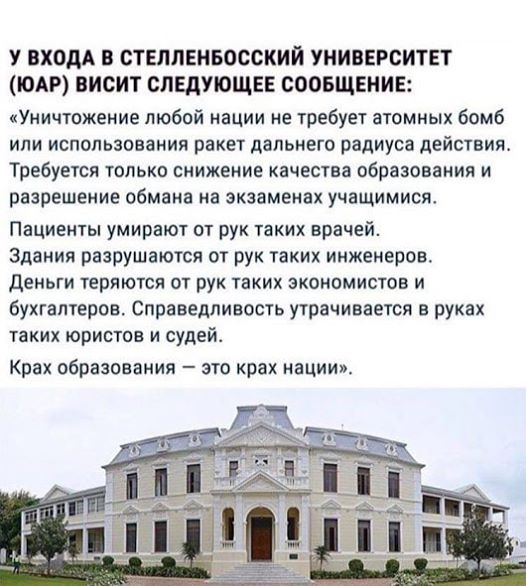 У ВХОДА В СТЕЛЛЕНБОССКИЙ УНИВЕРСИТЕТ
(ЮАР) ВИСИТ СЛЕДУЮЩЕЕ СООБЩЕНИЕ:
«Уничтожение любой нации не требует атомных бомб
или использования ракет дальнего радиуса действия.
Требуется только снижение качества образования и
разрешение обмана на экзаменах учащимися.
Пациенты умирают от рук таких врачей.
Здания разрушаются от рук таких инженеров.
Деньги теряются от рук таких экономистов и
бухгалтеров. Справедливость утрачивается в руках
таких юристов и судей.
Крах образования – это крах нации».